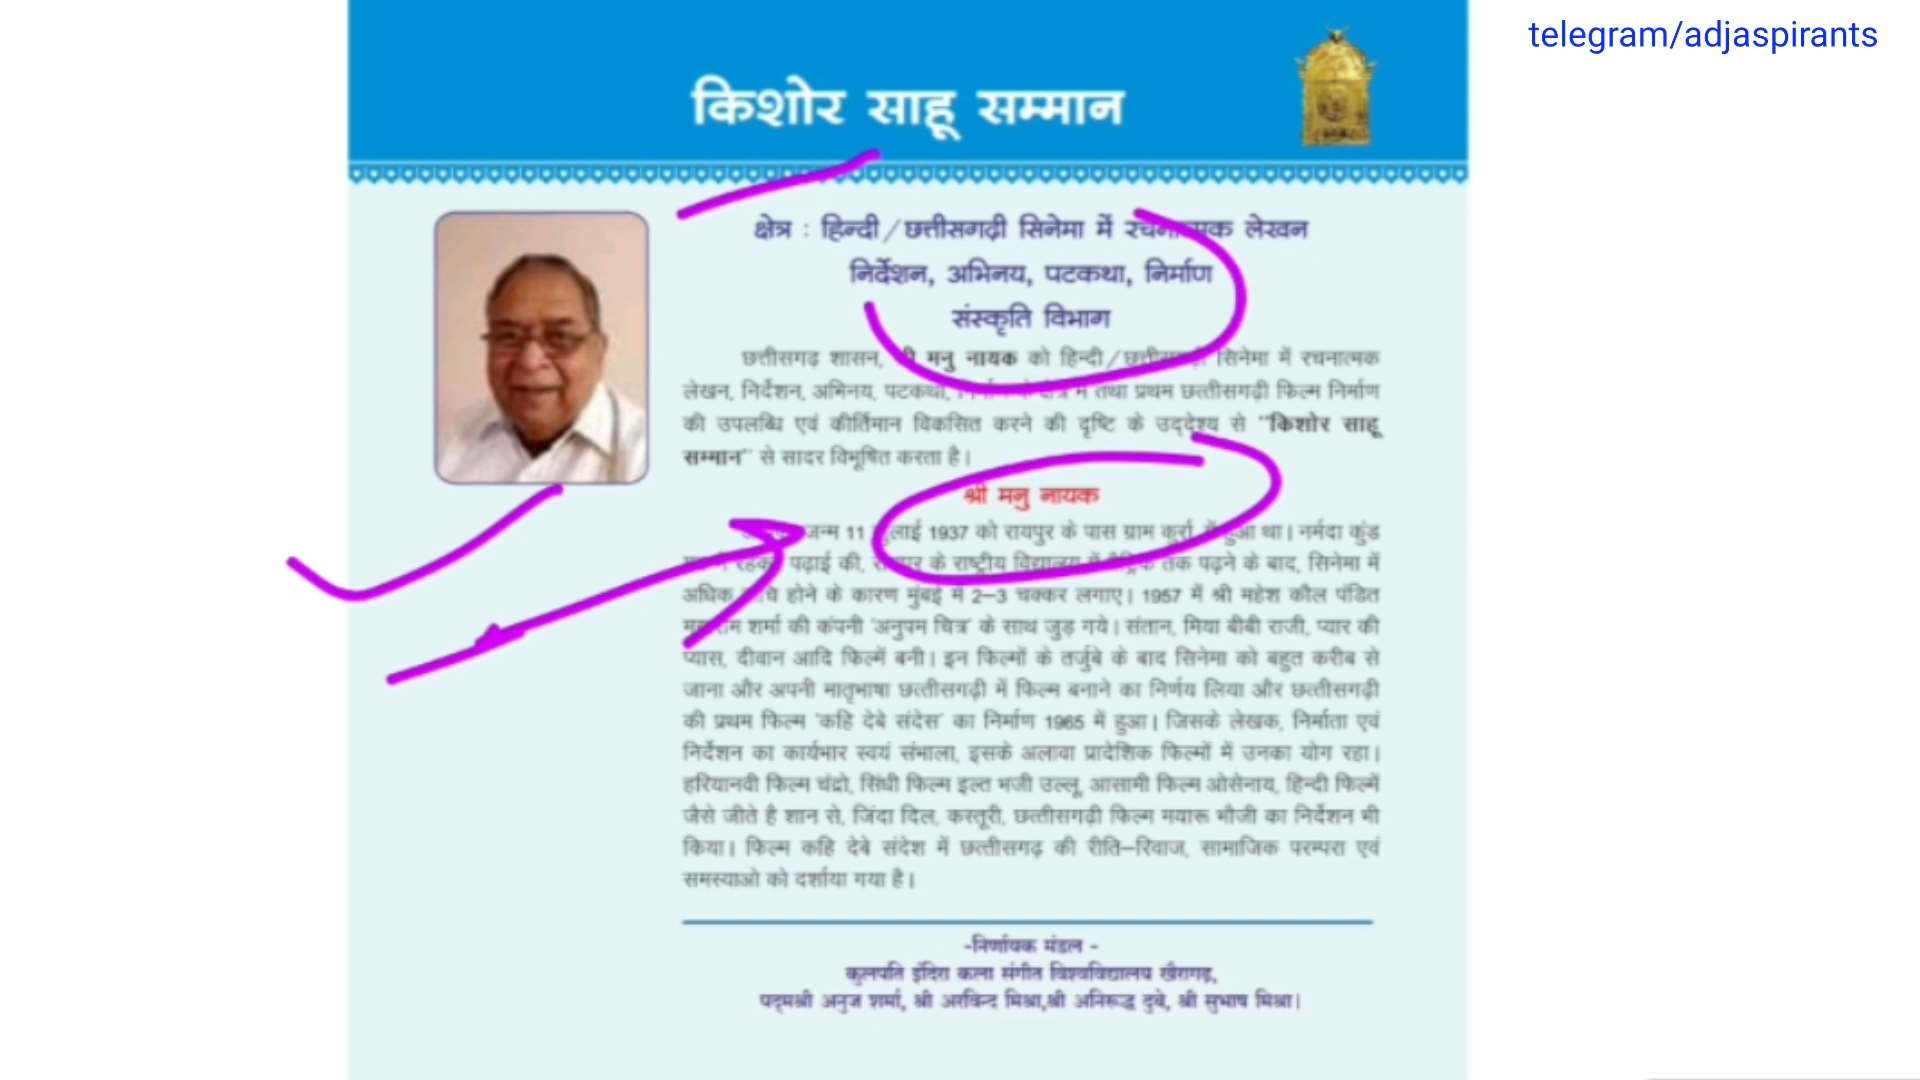 telegram/adjaspirants
किशोर साहू सम्मान
क्षेत्र : हिन्दी/छत्तीसगढ़ी सिनेमा में रचनात्मक लेखन
निर्देशन, अभिनय, पटकथा, निर्माण
संस्कृति विभाग
छत्तीसगढ़ शासन, श्री मनु नायक को हिन्दी/छत्तीसगढ़ी सिनेमा में रचनात्मक
लेखन, निर्देशन, अभिनय, पटकथा, निर्माण के क्षेत्र में तथा प्रथम छत्तीसगढ़ी फिल्म निर्माण
की उपलब्धि एवं कीर्तिमान विकसित करने की दृष्टि के उद्देश्य से "किशोर साहू
सम्मान" से सादर विभूषित करता है।
श्री मनु नायक
जन्म 11 जुलाई 1937 को रायपुर के पास ग्राम कुर्रा, में हुआ था। नर्मदा कुंड
में रहकर पढ़ाई की, रायपुर के राष्ट्रीय विद्यालय में मैट्रिक तक पढ़ने के बाद, सिनेमा में
अधिक रुचि होने के कारण मुंबई में 2–3 चक्कर लगाए। 1957 में श्री महेश कौल पंडित
शर्मा की कंपनी 'अनुपम चित्र' के साथ जुड़ गये। संतान, मिया बीबी राजी, प्यार की
प्यास, दीवान आदि फिल्में बनी। इन फिल्मों के तर्जुबे के बाद सिनेमा को बहुत करीब से
जाना और अपनी मातृभाषा छत्तीसगढ़ी में फिल्म बनाने का निर्णय लिया और छत्तीसगढ़ी
की प्रथम फिल्म 'कहि देबे संदेस' का निर्माण 1965 में हुआ। जिसके लेखक, निर्माता एवं
निर्देशन का कार्यभार स्वयं संभाला, इसके अलावा प्रादेशिक फिल्मों में उनका योग रहा।
हरियानवी फिल्म चंद्रो, सिंधी फिल्म इल्त भजी उल्लू, आसामी फिल्म ओसेनाय, हिन्दी फिल्में
जैसे जीते है शान से, जिंदा दिल, कस्तूरी, छत्तीसगढ़ी फिल्म मयारू भौजी का निर्देशन भी
किया। फिल्म कहि देबे संदेश में छत्तीसगढ़ की रीति–रिवाज, सामाजिक परम्परा एवं
समस्याओ को दर्शाया गया है।
-निर्णायक मंडल -
कुलपति इंदिरा कला संगीत विश्वविद्यालय खैरागढ़,
पद्मश्री अनुज शर्मा, श्री अरविन्द मिश्रा,श्री अनिरूद्ध दुबे, श्री सुभाष मिश्रा।